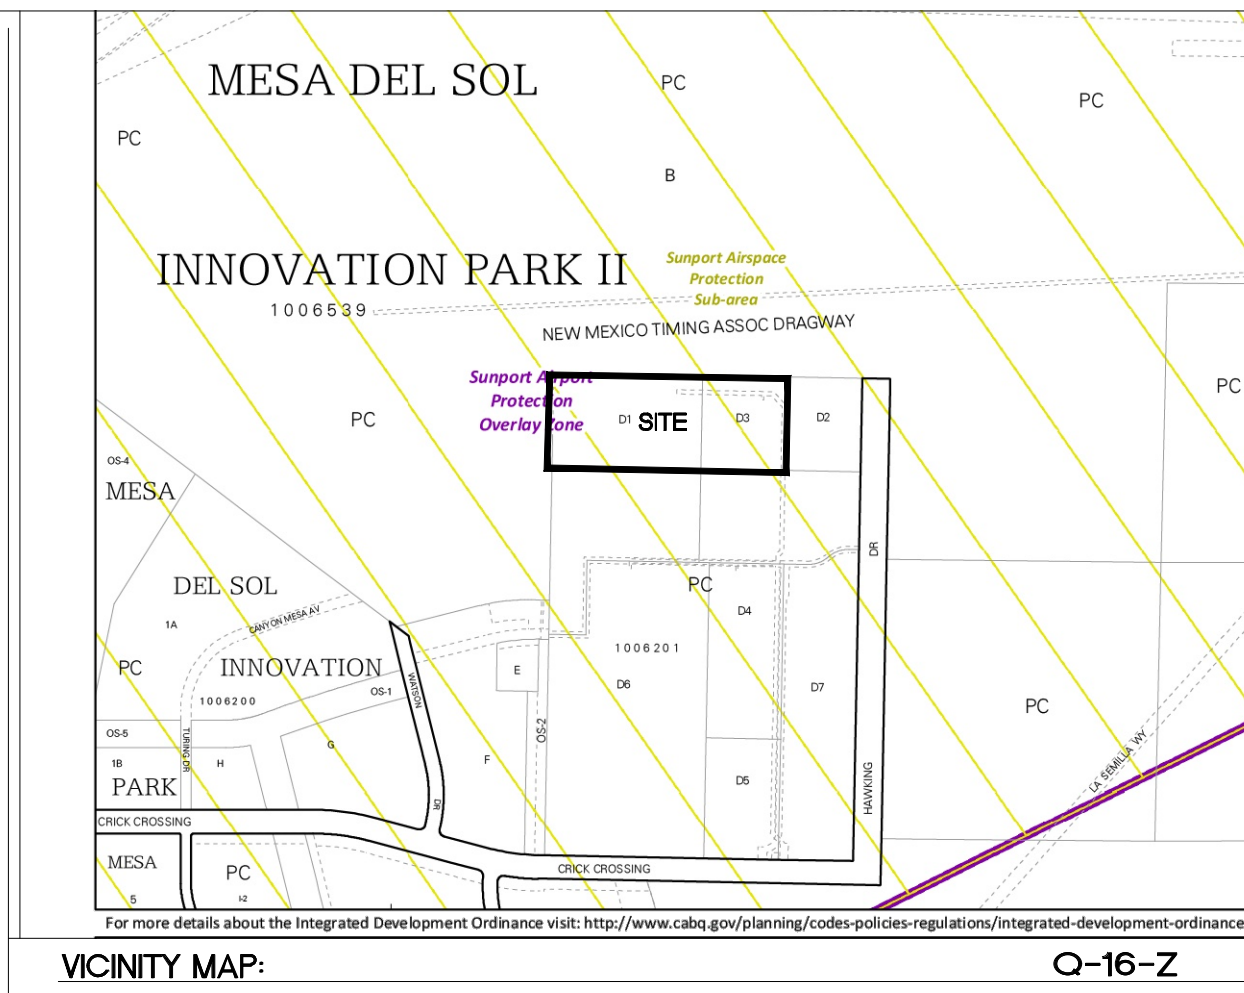 MESA DEL SOL
PC
PC
PC
B
Sunport Airspace
Protection
Sub-area
INNOVATION PARK II
1006539
NEW MEXICO TIMING ASSOC DRAGWAY
Sunport Airport
Protection
Overlay Zone
PC
PC
D1
SITE
D3
D2
OS-4
MESA
DR
DEL SOL
PC
CANYON MESA AV
D4
1A
1006201
PC
INNOVATION
E
D6
D7
OS-1
WATSON
1006200
PC
OS-5
TURING DR
G
OS-2
1B
H
F
LA SEMILLA WY
PARK
D5
HAWKING
DR
CRICK CROSSING
MESA
PC
CRICK CROSSING
5
I-2
For more details about the Integrated Development Ordinance visit: http://www.cabq.gov/planning/codes-policies-regulations/integrated-development-ordinance
VICINITY MAP:
Q-16-Z